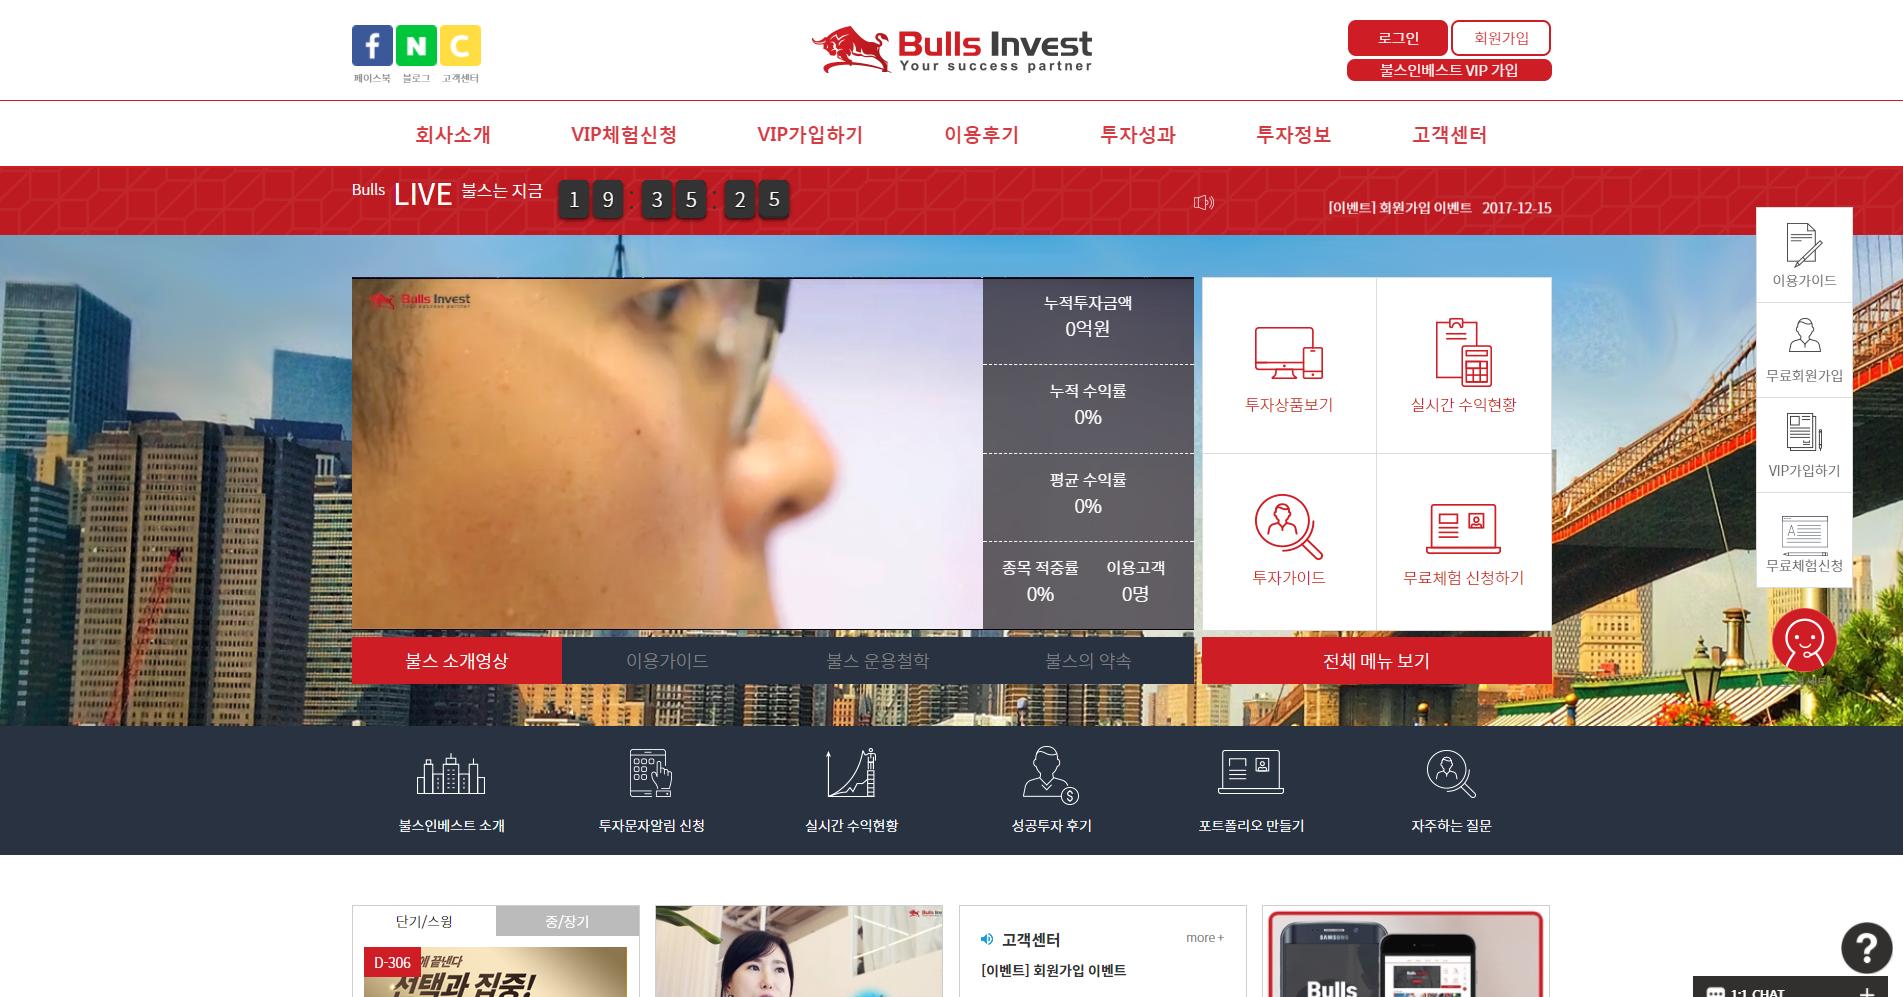 페이스북
블로그
고객센터
Bulls Invest
Your success partner
로그인
회원가입
불스인베스트 VIP 가입
회사소개
VIP체험신청
VIP가입하기
이용후기
투자성과
투자정보
고객센터
Bulls LIVE 불스는 지금
19:35:25
[이벤트] 회원가입 이벤트 2017-12-15
Bulls Invest
Your success partner
누적투자금액
0억원
누적 수익률
0%
평균 수익률
0%
종목 적중률
0%
이용고객
0명
투자상품보기
실시간 수익현황
투자가이드
무료체험 신청하기
불스 소개영상
이용가이드
불스 운용철학
불스의 약속
전체 메뉴 보기
이용가이드
무료회원가입
VIP가입하기
무료체험신청
불스인베스트 소개
투자문자알림 신청
실시간 수익현황
성공투자 후기
포트폴리오 만들기
자주하는 질문
단기/스윙
중/장기
D-306
에 끝낸다
선택과 집중!
고객센터
more +
[이벤트] 회원가입 이벤트
SAMSUNG
Bulls
?
1:1 CHAT
+